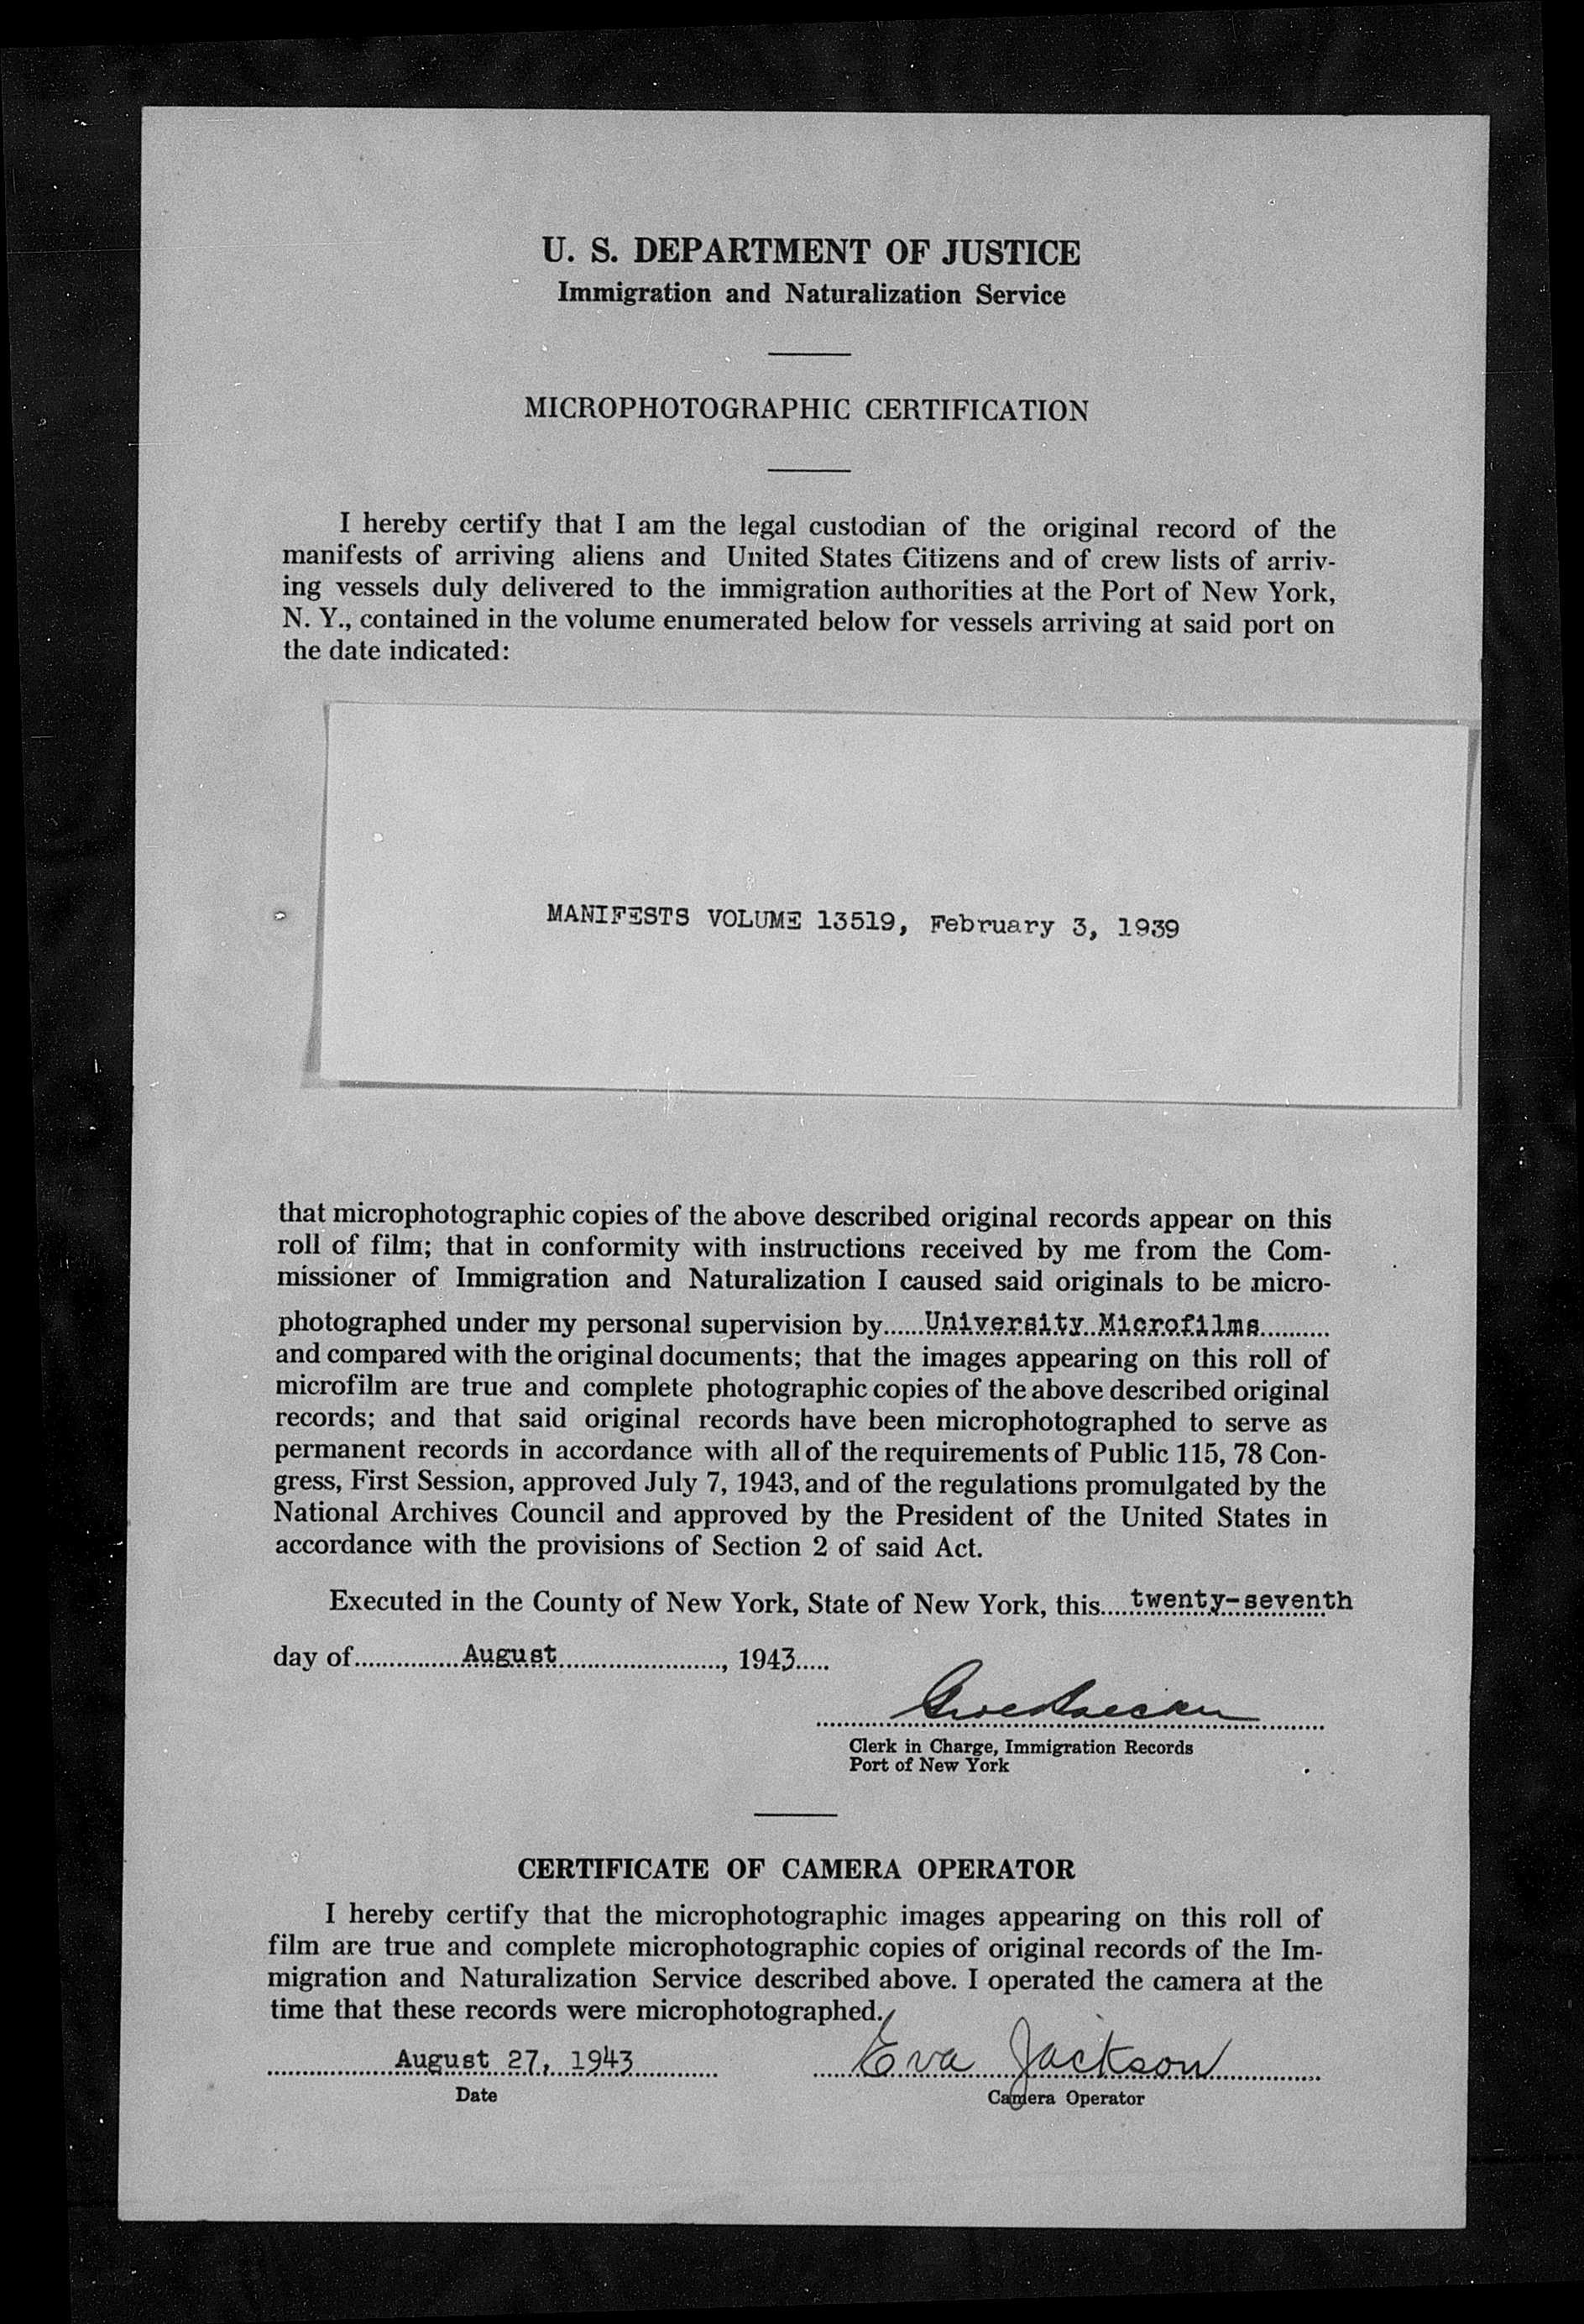 U. S. DEPARTMENT OF JUSTICE
Immigration and Naturalization Service
MICROPHOTOGRAPHIC CERTIFICATION
I hereby certify that I am the legal custodian of the original record of the
manifests of arriving aliens and United States Citizens and of crew lists of arriv-
ing vessels duly delivered to the immigration authorities at the Port of New York,
N. Y., contained in the volume enumerated below for vessels arriving at said port on
the date indicated:
MANIFESTS VOLUME 13519, February 3, 1939
that microphotographic copies of the above described original records appear on this
roll of film; that in conformity with instructions received by me from the Com-
missioner of Immigration and Naturalization I caused said originals to be micro-
photographed under my personal supervision by......University Microfilms..........
and compared with the original documents; that the images appearing on this roll of
microfilm are true and complete photographic copies of the above described original
records; and that said original records have been microphotographed to serve as
permanent records in accordance with all of the requirements of Public 115, 78 Con-
gress, First Session, approved July 7, 1943, and of the regulations promulgated by the
National Archives Council and approved by the President of the United States in
accordance with the provisions of Section 2 of said Act.
Executed in the County of New York, State of New York, this....twenty-seventh
day of................August........................, 1943.....
Clerk in Charge, Immigration Records
Port of New York
CERTIFICATE OF CAMERA OPERATOR
I hereby certify that the microphotographic images appearing on this roll of
film are true and complete microphotographic copies of original records of the Im-
migration and Naturalization Service described above. I operated the camera at the
time that these records were microphotographed.
August 27, 1943 Eva Jackson
Date Camera Operator